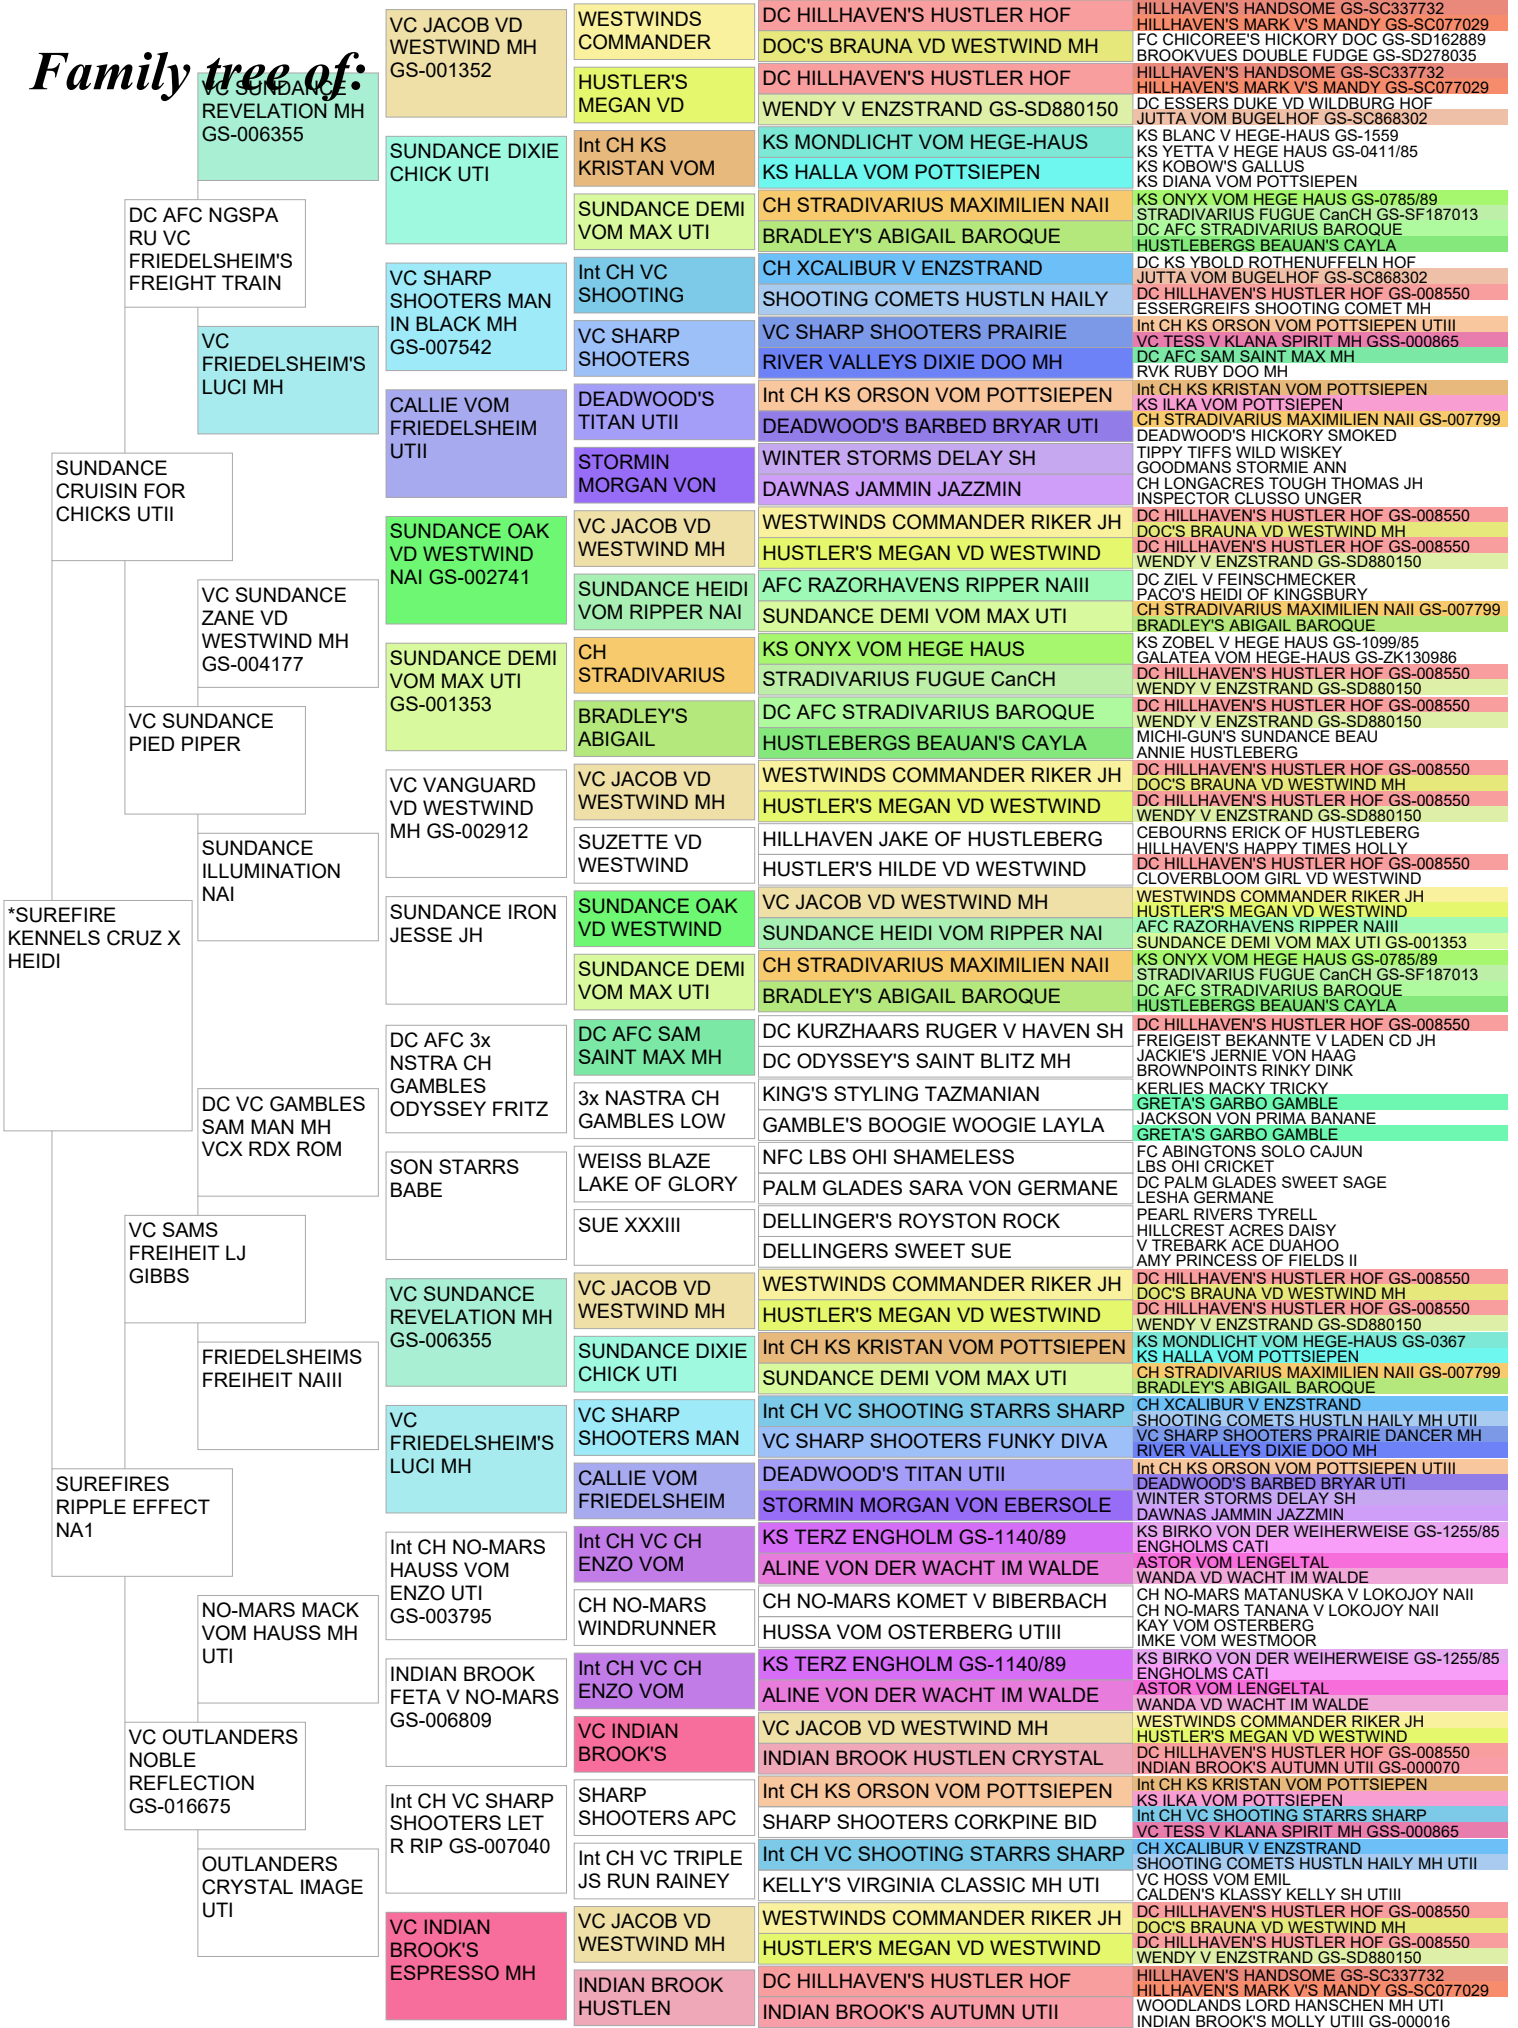 Family tree of:
*SUREFIRE
KENNELS CRUZ X
HEIDI
SUNDANCE
CRUISIN FOR
CHICKS UTII
SUREFIRES
RIPPLE EFFECT
NA1
DC AFC NGSPA
RU VC
FRIEDELSHEIM'S
FREIGHT TRAIN
VC SUNDANCE
PIED PIPER
VC SAMS
FREIHEIT LJ
GIBBS
VC OUTLANDERS
NOBLE
REFLECTION
GS-016675
VC SUNDANCE
REVELATION MH
GS-006355
VC
FRIEDELSHEIM'S
LUCI MH
VC SUNDANCE
ZANE VD
WESTWIND MH
GS-004177
SUNDANCE
ILLUMINATION
NAI
DC VC GAMBLES
SAM MAN MH
VCX RDX ROM
FRIEDELSHEIMS
FREIHEIT NAIII
NO-MARS MACK
VOM HAUSS MH
UTI
OUTLANDERS
CRYSTAL IMAGE
UTI
VC JACOB VD
WESTWIND MH
GS-001352
SUNDANCE DIXIE
CHICK UTI
VC SHARP
SHOOTERS MAN
IN BLACK MH
GS-007542
CALLIE VOM
FRIEDELSHEIM
UTII
SUNDANCE OAK
VD WESTWIND
NAI GS-002741
SUNDANCE DEMI
VOM MAX UTI
GS-001353
VC VANGUARD
VD WESTWIND
MH GS-002912
SUNDANCE IRON
JESSE JH
DC AFC 3x
NSTRA CH
GAMBLES
ODYSSEY FRITZ
SON STARRS
BABE
VC SUNDANCE
REVELATION MH
GS-006355
VC
FRIEDELSHEIM'S
LUCI MH
Int CH NO-MARS
HAUSS VOM
ENZO UTI
GS-003795
INDIAN BROOK
FETA V NO-MARS
GS-006809
Int CH VC SHARP
SHOOTERS LET
R RIP GS-007040
VC INDIAN
BROOK'S
ESPRESSO MH
WESTWINDS
COMMANDER
HUSTLER'S
MEGAN VD
Int CH KS
KRISTAN VOM
SUNDANCE DEMI
VOM MAX UTI
Int CH VC
SHOOTING
VC SHARP
SHOOTERS
DEADWOOD'S
TITAN UTII
STORMIN
MORGAN VON
VC JACOB VD
WESTWIND MH
SUNDANCE HEIDI
VOM RIPPER NAI
CH
STRADIVARIUS
BRADLEY'S
ABIGAIL
VC JACOB VD
WESTWIND MH
SUZETTE VD
WESTWIND
SUNDANCE OAK
VD WESTWIND
SUNDANCE DEMI
VOM MAX UTI
DC AFC SAM
SAINT MAX MH
3x NASTRA CH
GAMBLES LOW
WEISS BLAZE
LAKE OF GLORY
SUE XXXIII
VC JACOB VD
WESTWIND MH
SUNDANCE DIXIE
CHICK UTI
VC SHARP
SHOOTERS MAN
CALLIE VOM
FRIEDELSHEIM
Int CH VC CH
ENZO VOM
CH NO-MARS
WINDRUNNER
Int CH VC CH
ENZO VOM
VC INDIAN
BROOK'S
SHARP
SHOOTERS APC
Int CH VC TRIPLE
JS RUN RAINEY
VC JACOB VD
WESTWIND MH
INDIAN BROOK
HUSTLEN
DC HILLHAVEN'S HUSTLER HOF
DOC'S BRAUNA VD WESTWIND MH
DC HILLHAVEN'S HUSTLER HOF
WENDY V ENZSTRAND GS-SD880150
KS MONDLICHT VOM HEGE-HAUS
KS HALLA VOM POTTSIEPEN
CH STRADIVARIUS MAXIMILIEN NAII
BRADLEY'S ABIGAIL BAROQUE
CH XCALIBUR V ENZSTRAND
SHOOTING COMETS HUSTLN HAILY
VC SHARP SHOOTERS PRAIRIE
RIVER VALLEYS DIXIE DOO MH
Int CH KS ORSON VOM POTTSIEPEN
DEADWOOD'S BARBED BRYAR UTI
WINTER STORMS DELAY SH
DAWNAS JAMMIN JAZZMIN
WESTWINDS COMMANDER RIKER JH
HUSTLER'S MEGAN VD WESTWIND
AFC RAZORHAVENS RIPPER NAIII
SUNDANCE DEMI VOM MAX UTI
KS ONYX VOM HEGE HAUS
STRADIVARIUS FUGUE CanCH
DC AFC STRADIVARIUS BAROQUE
HUSTLEBERGS BEAUAN'S CAYLA
WESTWINDS COMMANDER RIKER JH
HUSTLER'S MEGAN VD WESTWIND
HILLHAVEN JAKE OF HUSTLEBERG
HUSTLER'S HILDE VD WESTWIND
VC JACOB VD WESTWIND MH
SUNDANCE HEIDI VOM RIPPER NAI
CH STRADIVARIUS MAXIMILIEN NAII
BRADLEY'S ABIGAIL BAROQUE
DC KURZHAARS RUGER V HAVEN SH
DC ODYSSEY'S SAINT BLITZ MH
KING'S STYLING TAZMANIAN
GAMBLE'S BOOGIE WOOGIE LAYLA
NFC LBS OHI SHAMELESS
PALM GLADES SARA VON GERMANE
DELLINGER'S ROYSTON ROCK
DELLINGERS SWEET SUE
WESTWINDS COMMANDER RIKER JH
HUSTLER'S MEGAN VD WESTWIND
Int CH KS KRISTAN VOM POTTSIEPEN
SUNDANCE DEMI VOM MAX UTI
Int CH VC SHOOTING STARRS SHARP
VC SHARP SHOOTERS FUNKY DIVA
DEADWOOD'S TITAN UTII
STORMIN MORGAN VON EBERSOLE
KS TERZ ENGHOLM GS-1140/89
ALINE VON DER WACHT IM WALDE
CH NO-MARS KOMET V BIBERBACH
HUSSA VOM OSTERBERG UTIII
KS TERZ ENGHOLM GS-1140/89
ALINE VON DER WACHT IM WALDE
VC JACOB VD WESTWIND MH
INDIAN BROOK HUSTLEN CRYSTAL
Int CH KS ORSON VOM POTTSIEPEN
SHARP SHOOTERS CORKPINE BID
Int CH VC SHOOTING STARRS SHARP
KELLY'S VIRGINIA CLASSIC MH UTI
WESTWINDS COMMANDER RIKER JH
HUSTLER'S MEGAN VD WESTWIND
DC HILLHAVEN'S HUSTLER HOF
INDIAN BROOK'S AUTUMN UTII
HILLHAVEN'S HANDSOME GS-SC337732
HILLHAVEN'S MARK V'S MANDY GS-SC077029
FC CHICOREE'S HICKORY DOC GS-SD162889
BROOKVUES DOUBLE FUDGE GS-SD278035
HILLHAVEN'S HANDSOME GS-SC337732
HILLHAVEN'S MARK V'S MANDY GS-SC077029
DC ESSERS DUKE VD WILDBURG HOF
JUTTA VOM BUGELHOF GS-SC868302
KS BLANC V HEGE-HAUS GS-1559
KS YETTA V HEGE HAUS GS-0411/85
KS KOBOW'S GALLUS
KS DIANA VOM POTTSIEPEN
KS ONYX VOM HEGE HAUS GS-0785/89
STRADIVARIUS FUGUE CanCH GS-SF187013
DC AFC STRADIVARIUS BAROQUE
HUSTLEBERGS BEAUAN'S CAYLA
DC KS YBOLD ROTHENUFFELN HOF
JUTTA VOM BUGELHOF GS-SC868302
DC HILLHAVEN'S HUSTLER HOF GS-008550
ESSERGREIFS SHOOTING COMET MH
Int CH KS ORSON VOM POTTSIEPEN UTIII
VC TESS V KLANA SPIRIT MH GSS-000865
DC AFC SAM SAINT MAX MH
RVK RUBY DOO MH
Int CH KS KRISTAN VOM POTTSIEPEN
KS ILKA VOM POTTSIEPEN
CH STRADIVARIUS MAXIMILIEN NAII GS-007799
DEADWOOD'S HICKORY SMOKED
TIPPY TIFFS WILD WISKEY
GOODMANS STORMIE ANN
CH LONGACRES TOUGH THOMAS JH
INSPECTOR CLUSSO UNGER
DC HILLHAVEN'S HUSTLER HOF GS-008550
DOC'S BRAUNA VD WESTWIND MH
DC HILLHAVEN'S HUSTLER HOF GS-008550
WENDY V ENZSTRAND GS-SD880150
DC ZIEL V FEINSCHMECKER
PACO'S HEIDI OF KINGSBURY
CH STRADIVARIUS MAXIMILIEN NAII GS-007799
BRADLEY'S ABIGAIL BAROQUE
KS ZOBEL V HEGE HAUS GS-1099/85
GALATEA VOM HEGE-HAUS GS-ZK130986
DC HILLHAVEN'S HUSTLER HOF GS-008550
WENDY V ENZSTRAND GS-SD880150
DC HILLHAVEN'S HUSTLER HOF GS-008550
WENDY V ENZSTRAND GS-SD880150
MICHI-GUN'S SUNDANCE BEAU
ANNIE HUSTLEBERG
DC HILLHAVEN'S HUSTLER HOF GS-008550
DOC'S BRAUNA VD WESTWIND MH
DC HILLHAVEN'S HUSTLER HOF GS-008550
WENDY V ENZSTRAND GS-SD880150
CEBOURNS ERICK OF HUSTLEBERG
HILLHAVEN'S HAPPY TIMES HOLLY
DC HILLHAVEN'S HUSTLER HOF GS-008550
CLOVERBLOOM GIRL VD WESTWIND
WESTWINDS COMMANDER RIKER JH
HUSTLER'S MEGAN VD WESTWIND
AFC RAZORHAVENS RIPPER NAIII
SUNDANCE DEMI VOM MAX UTI GS-001353
KS ONYX VOM HEGE HAUS GS-0785/89
STRADIVARIUS FUGUE CanCH GS-SF187013
DC AFC STRADIVARIUS BAROQUE
HUSTLEBERGS BEAUAN'S CAYLA
DC HILLHAVEN'S HUSTLER HOF GS-008550
FREIGEIST BEKANNTE V LADEN CD JH
JACKIE'S JERNIE VON HAAG
BROWNPOINTS RINKY DINK
KERLIES MACKY TRICKY
GRETA'S GARBO GAMBLE
JACKSON VON PRIMA BANANE
GRETA'S GARBO GAMBLE
FC ABINGTONS SOLO CAJUN
LBS OHI CRICKET
DC PALM GLADES SWEET SAGE
LESHA GERMANE
PEARL RIVERS TYRELL
HILLCREST ACRES DAISY
V TREBARK ACE DUAHOO
AMY PRINCESS OF FIELDS II
DC HILLHAVEN'S HUSTLER HOF GS-008550
DOC'S BRAUNA VD WESTWIND MH
DC HILLHAVEN'S HUSTLER HOF GS-008550
WENDY V ENZSTRAND GS-SD880150
KS MONDLICHT VOM HEGE-HAUS GS-0367
KS HALLA VOM POTTSIEPEN
CH STRADIVARIUS MAXIMILIEN NAII GS-007799
BRADLEY'S ABIGAIL BAROQUE
CH XCALIBUR V ENZSTRAND
SHOOTING COMETS HUSTLN HAILY MH UTII
VC SHARP SHOOTERS PRAIRIE DANCER MH
RIVER VALLEYS DIXIE DOO MH
Int CH KS ORSON VOM POTTSIEPEN UTIII
DEADWOOD'S BARBED BRYAR UTI
WINTER STORMS DELAY SH
DAWNAS JAMMIN JAZZMIN
KS BIRKO VON DER WEIHERWEISE GS-1255/85
ENGHOLMS CATI
ASTOR VOM LENGELTAL
WANDA VD WACHT IM WALDE
CH NO-MARS MATANUSKA V LOKOJOY NAII
CH NO-MARS TANANA V LOKOJOY NAII
KAY VOM OSTERBERG
IMKE VOM WESTMOOR
KS BIRKO VON DER WEIHERWEISE GS-1255/85
ENGHOLMS CATI
ASTOR VOM LENGELTAL
WANDA VD WACHT IM WALDE
WESTWINDS COMMANDER RIKER JH
HUSTLER'S MEGAN VD WESTWIND
DC HILLHAVEN'S HUSTLER HOF GS-008550
INDIAN BROOK'S AUTUMN UTII GS-000070
Int CH KS KRISTAN VOM POTTSIEPEN
KS ILKA VOM POTTSIEPEN
Int CH VC SHOOTING STARRS SHARP
VC TESS V KLANA SPIRIT MH GSS-000865
CH XCALIBUR V ENZSTRAND
SHOOTING COMETS HUSTLN HAILY MH UTII
VC HOSS VOM EMIL
CALDEN'S KLASSY KELLY SH UTIII
DC HILLHAVEN'S HUSTLER HOF GS-008550
DOC'S BRAUNA VD WESTWIND MH
DC HILLHAVEN'S HUSTLER HOF GS-008550
WENDY V ENZSTRAND GS-SD880150
HILLHAVEN'S HANDSOME GS-SC337732
HILLHAVEN'S MARK V'S MANDY GS-SC077029
WOODLANDS LORD HANSCHEN MH UTI
INDIAN BROOK'S MOLLY UTIII GS-000016